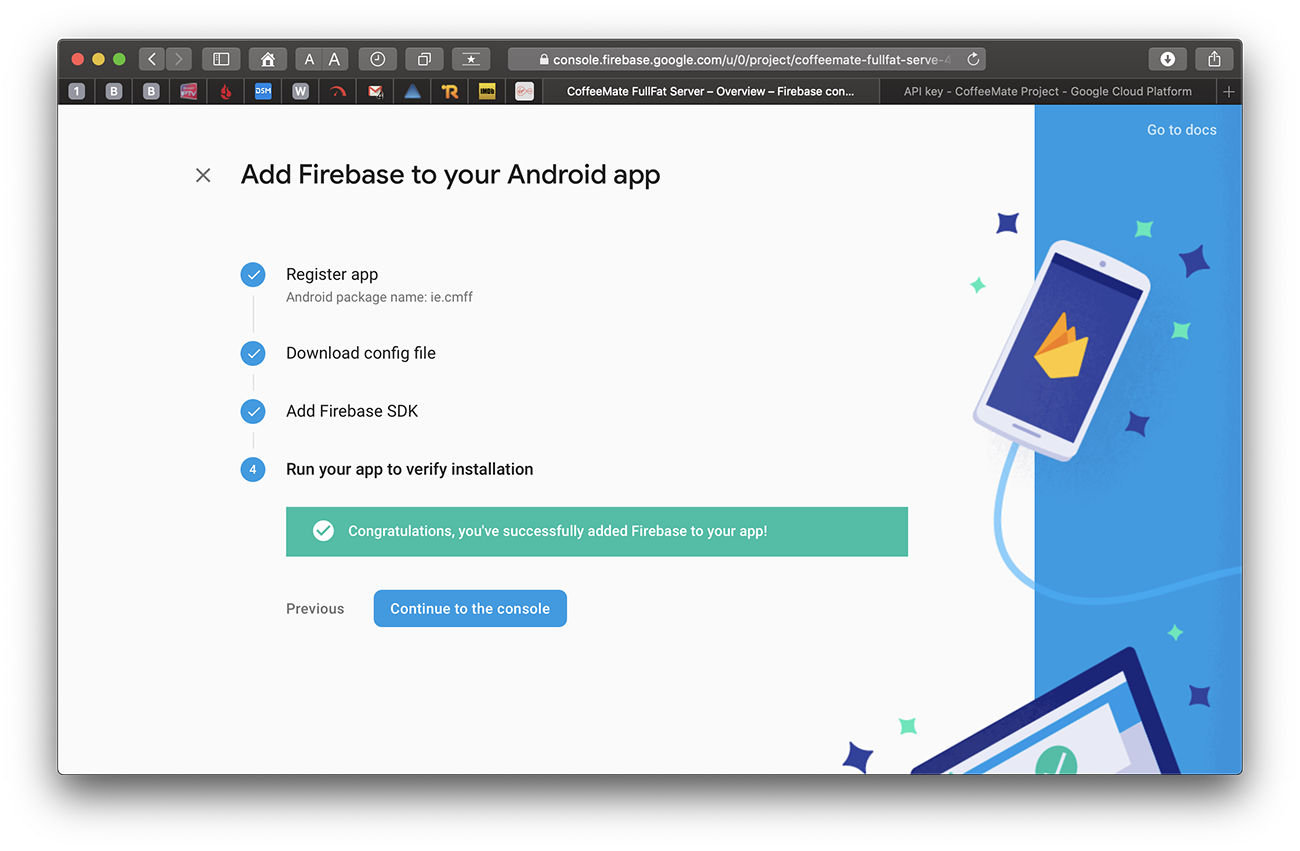 A A
console.firebase.google.com/u/0/project/coffeemate-fullfat-serve-4
1 B B DSM W 4 TR IMDb CoffeeMate FullFat Server – Overview – Firebase con... API key - CoffeeMate Project - Google Cloud Platform +
Go to docs
Add Firebase to your Android app
Register app
Android package name: ie.cmff
Download config file
Add Firebase SDK
4 Run your app to verify installation
Congratulations, you've successfully added Firebase to your app!
Previous Continue to the console